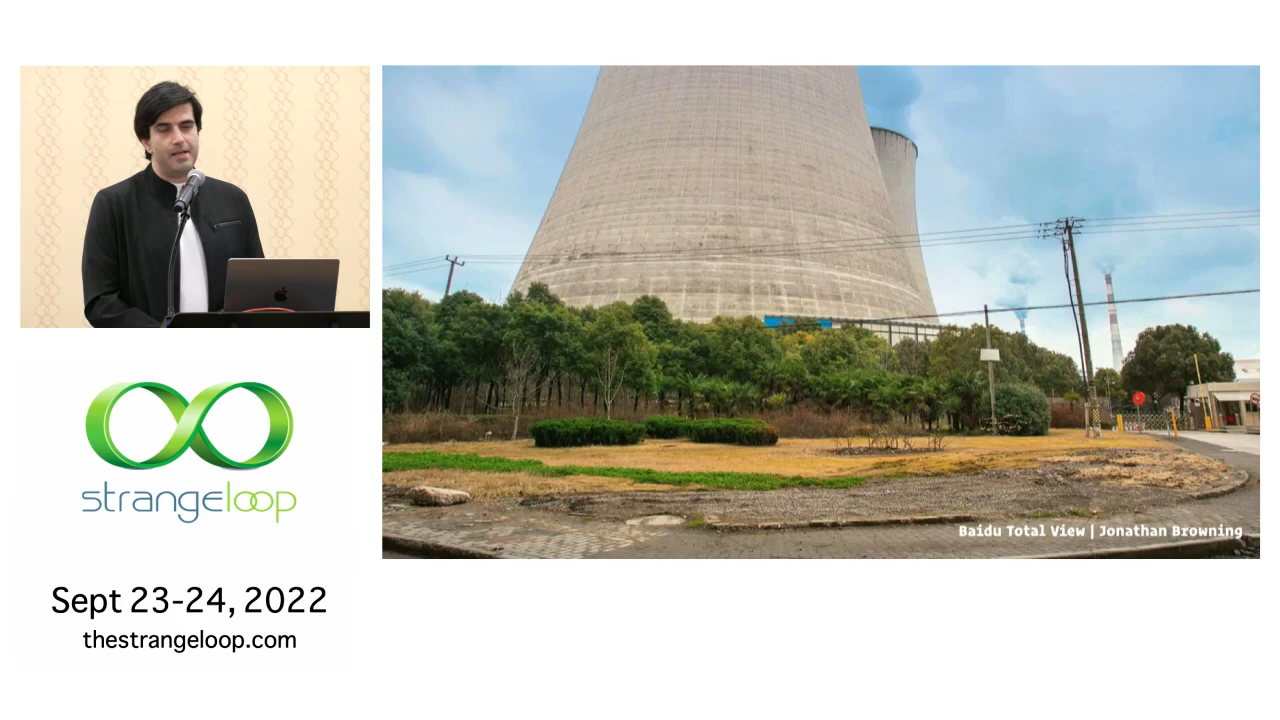 strangeloop
Sept 23-24, 2022
thestrangeloop.com
Baidu Total View | Jonathan Browning